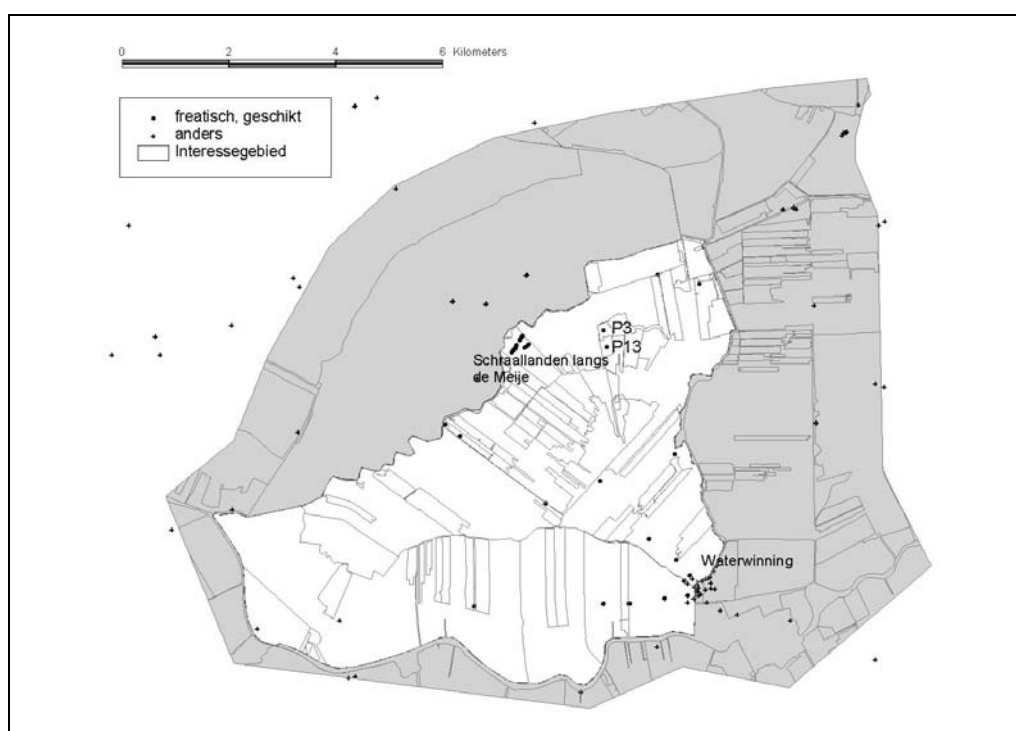 0 2 4 6 Kilometers
freatisch, geschikt
anders
Interessegebied
P3
P13
Schraallanden langs
de Meije
Waterwinning